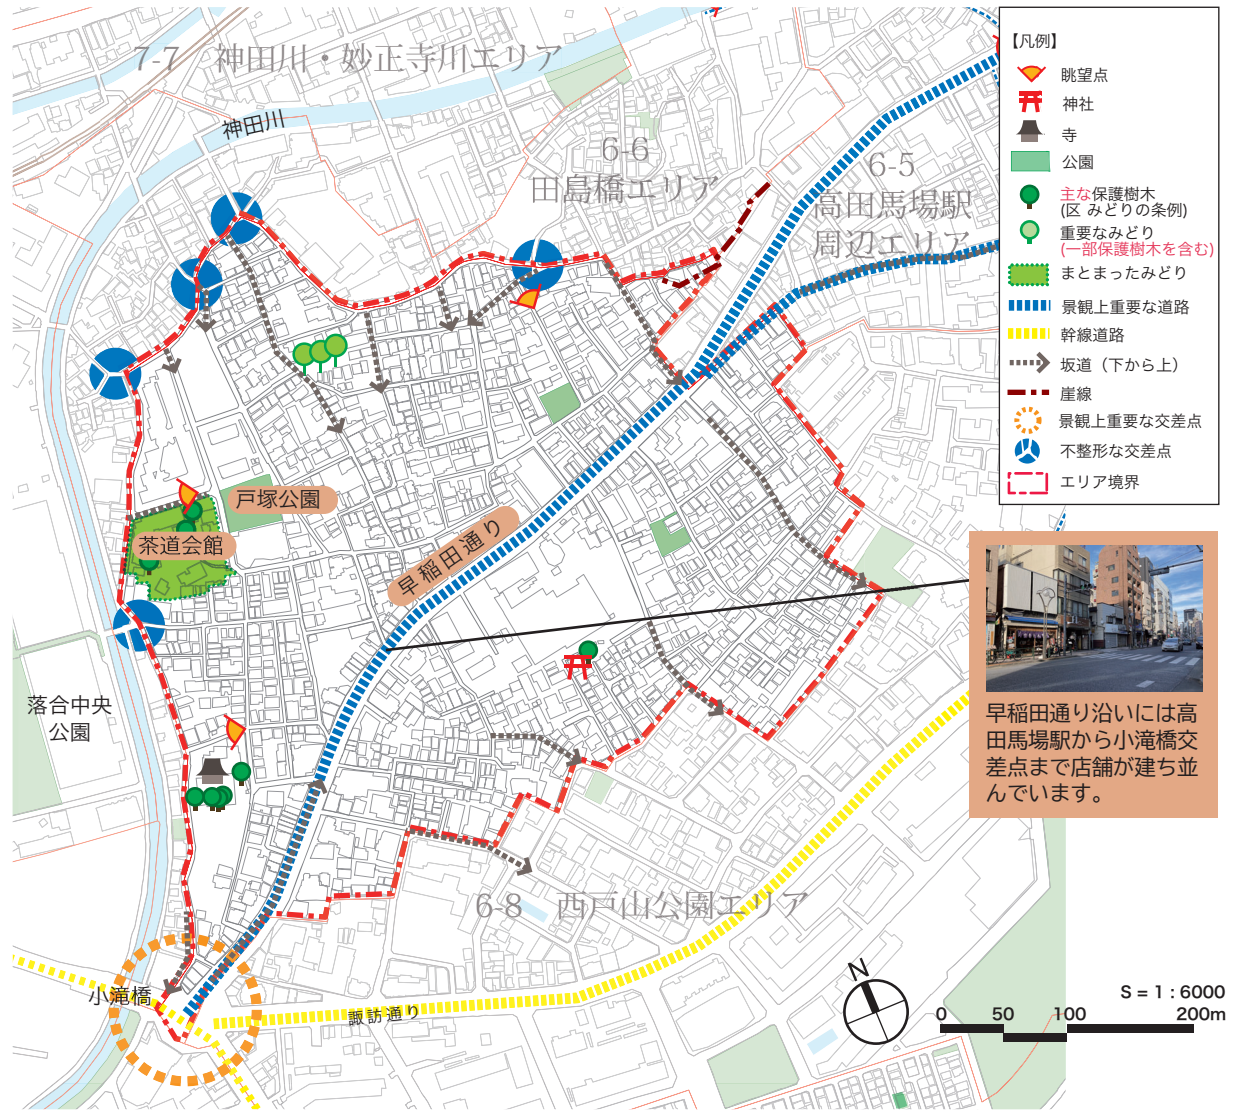 7-7 神田川・妙正寺川エリア
神田川
6-6
田島橋エリア
6-5
高田馬場駅
周辺エリア
【凡例】
眺望点
神社
寺
公園
主な保護樹木
(区 みどりの条例)
重要なみどり
(一部保護樹木を含む)
まとまったみどり
景観上重要な道路
幹線道路
坂道（下から上）
崖線
景観上重要な交差点
不整形な交差点
エリア境界
戸塚公園
茶道会館
早稲田通り
落合中央
公園
早稲田通り沿いには高
田馬場駅から小滝橋交
差点まで店舗が建ち並
んでいます。
6-8 西戸山公園エリア
小滝橋
諏訪通り
N
S = 1 : 6000
0 50 100 200m